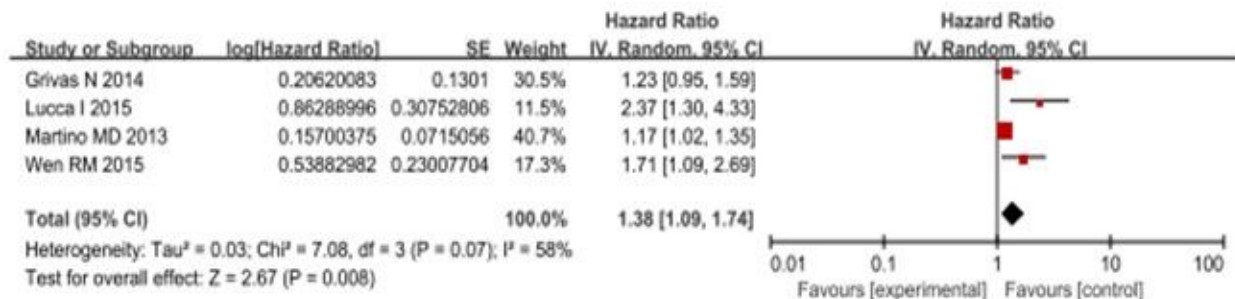 Hazard Ratio Hazard Ratio
Study or Subgroup log[Hazard Ratio] SE Weight IV, Random, 95% CI IV, Random, 95% CI
Grivas N 2014 0.20620083 0.1301 30.5% 1.23 [0.95, 1.59]
Lucca I 2015 0.86288996 0.30752806 11.5% 2.37 [1.30, 4.33]
Martino MD 2013 0.15700375 0.0715056 40.7% 1.17 [1.02, 1.35]
Wen RM 2015 0.53882982 0.23007704 17.3% 1.71 [1.09, 2.69]
Total (95% CI) 100.0% 1.38 [1.09, 1.74]
Heterogeneity: Tau² = 0.03; Chi² = 7.08, df = 3 (P = 0.07); I² = 58%
Test for overall effect: Z = 2.67 (P = 0.008)
0.01 0.1 1 10 100
Favours [experimental] Favours [control]